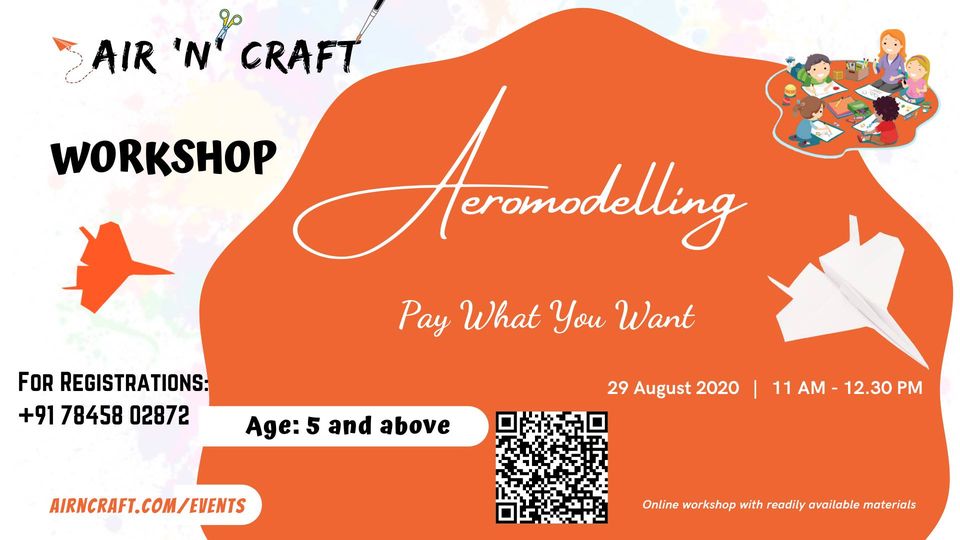 AIR 'N' CRAFT
WORKSHOP
Aeromodelling
Pay What You Want
29 August 2020 | 11 AM - 12.30 PM
For Registrations:
+91 78458 02872
Age: 5 and above
AIRNCRAFT.COM/EVENTS
Online workshop with readily available materials